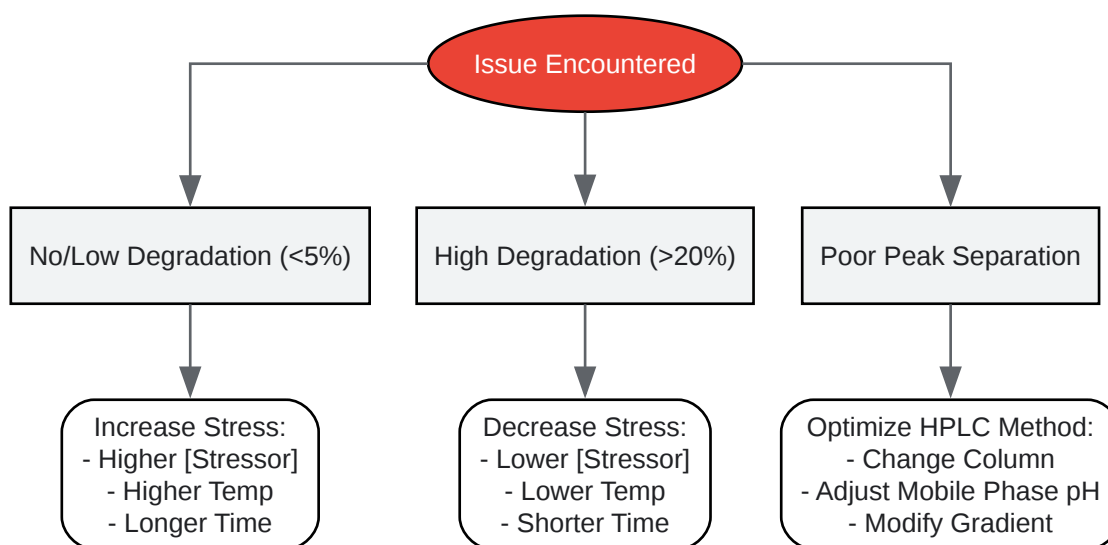 Issue Encountered
No/Low Degradation (<5%)
High Degradation (>20%)
Poor Peak Separation
Increase Stress:
- Higher [Stressor]
- Higher Temp
- Longer Time
Decrease Stress:
- Lower [Stressor]
- Lower Temp
- Shorter Time
Optimize HPLC Method:
- Change Column
- Adjust Mobile Phase pH
- Modify Gradient